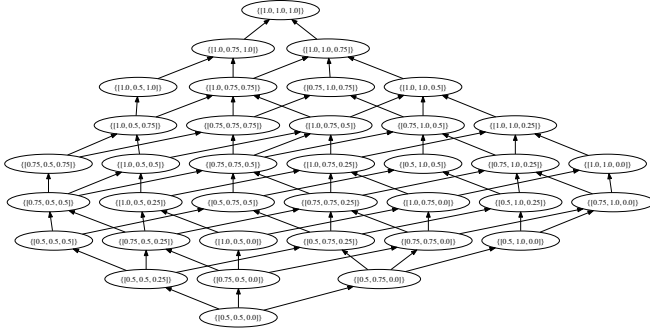 {[1.0, 1.0, 1.0]}
{[1.0, 0.75, 1.0]} {[1.0, 1.0, 0.75]}
{[1.0, 0.5, 1.0]} {[1.0, 0.75, 0.75]} {[0.75, 1.0, 0.75]} {[1.0, 1.0, 0.5]}
{[1.0, 0.5, 0.75]} {[0.75, 0.75, 0.75]} {[1.0, 0.75, 0.5]} {[0.75, 1.0, 0.5]} {[1.0, 1.0, 0.25]}
{[0.75, 0.5, 0.75]} {[1.0, 0.5, 0.5]} {[0.75, 0.75, 0.5]} {[1.0, 0.75, 0.25]} {[0.5, 1.0, 0.5]} {[0.75, 1.0, 0.25]} {[1.0, 1.0, 0.0]}
{[0.75, 0.5, 0.5]} {[1.0, 0.5, 0.25]} {[0.5, 0.75, 0.5]} {[0.75, 0.75, 0.25]} {[1.0, 0.75, 0.0]} {[0.5, 1.0, 0.25]} {[0.75, 1.0, 0.0]}
{[0.5, 0.5, 0.5]} {[0.75, 0.5, 0.25]} {[1.0, 0.5, 0.0]} {[0.5, 0.75, 0.25]} {[0.75, 0.75, 0.0]} {[0.5, 1.0, 0.0]}
{[0.5, 0.5, 0.25]} {[0.75, 0.5, 0.0]} {[0.5, 0.75, 0.0]}
{[0.5, 0.5, 0.0]}